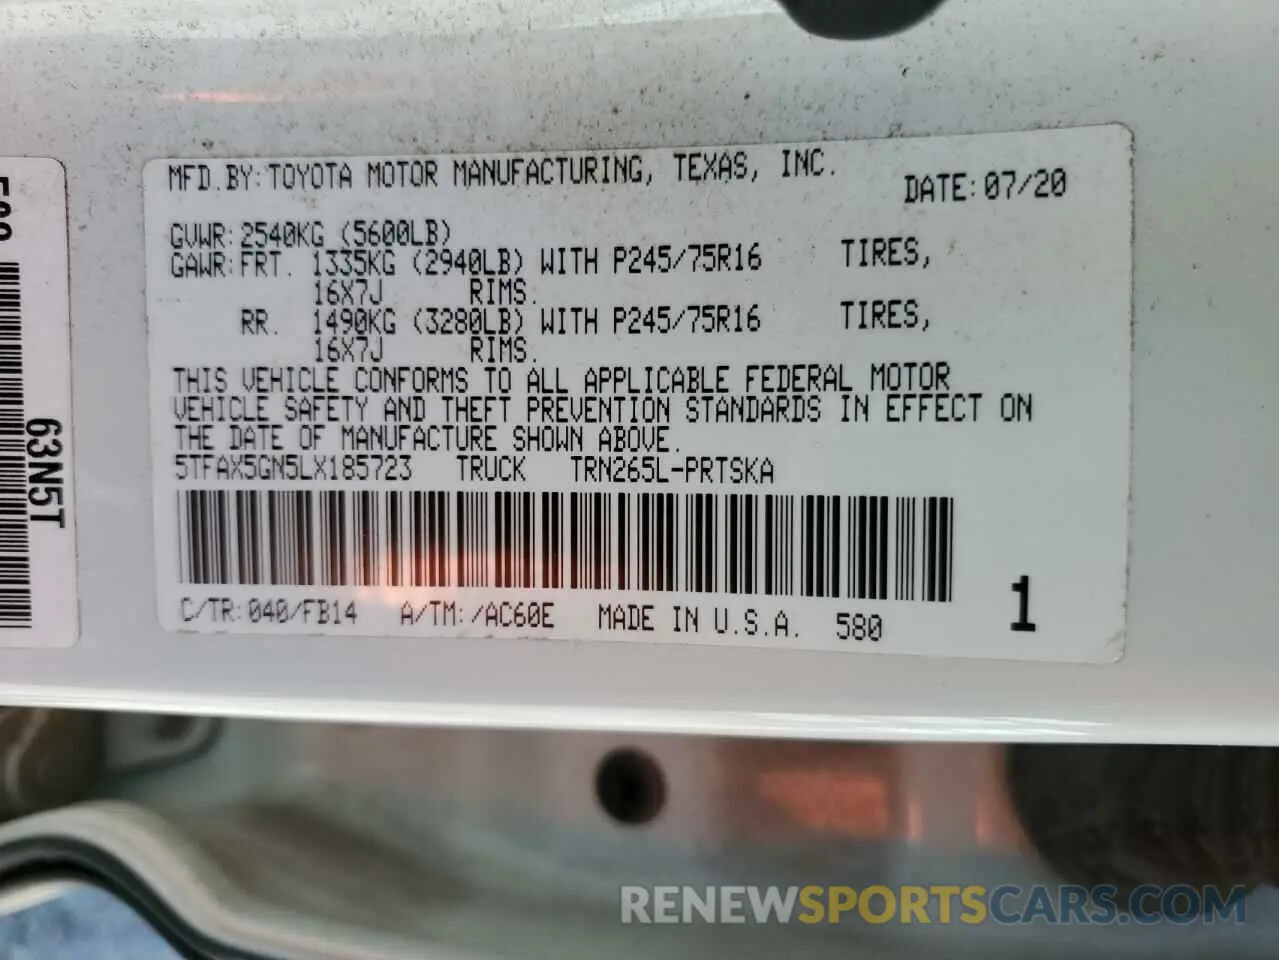 MFD.BY:TOYOTA MOTOR MANUFACTURING, TEXAS, INC. DATE:07/20
GVWR:2540KG (5600LB)
GAWR:FRT. 1335KG (2940LB) WITH P245/75R16 TIRES,
16X7J RIMS.
RR. 1490KG (3280LB) WITH P245/75R16 TIRES,
16X7J RIMS.
THIS VEHICLE CONFORMS TO ALL APPLICABLE FEDERAL MOTOR
VEHICLE SAFETY AND THEFT PREVENTION STANDARDS IN EFFECT ON
THE DATE OF MANUFACTURE SHOWN ABOVE.
5TFAX5GN5LX185723 TRUCK TRN265L-PRTSKA
C/TR:040/FB14 A/TM:/AC60E MADE IN U.S.A. 580
1
63N5T
RENEWSPORTSCARS.COM